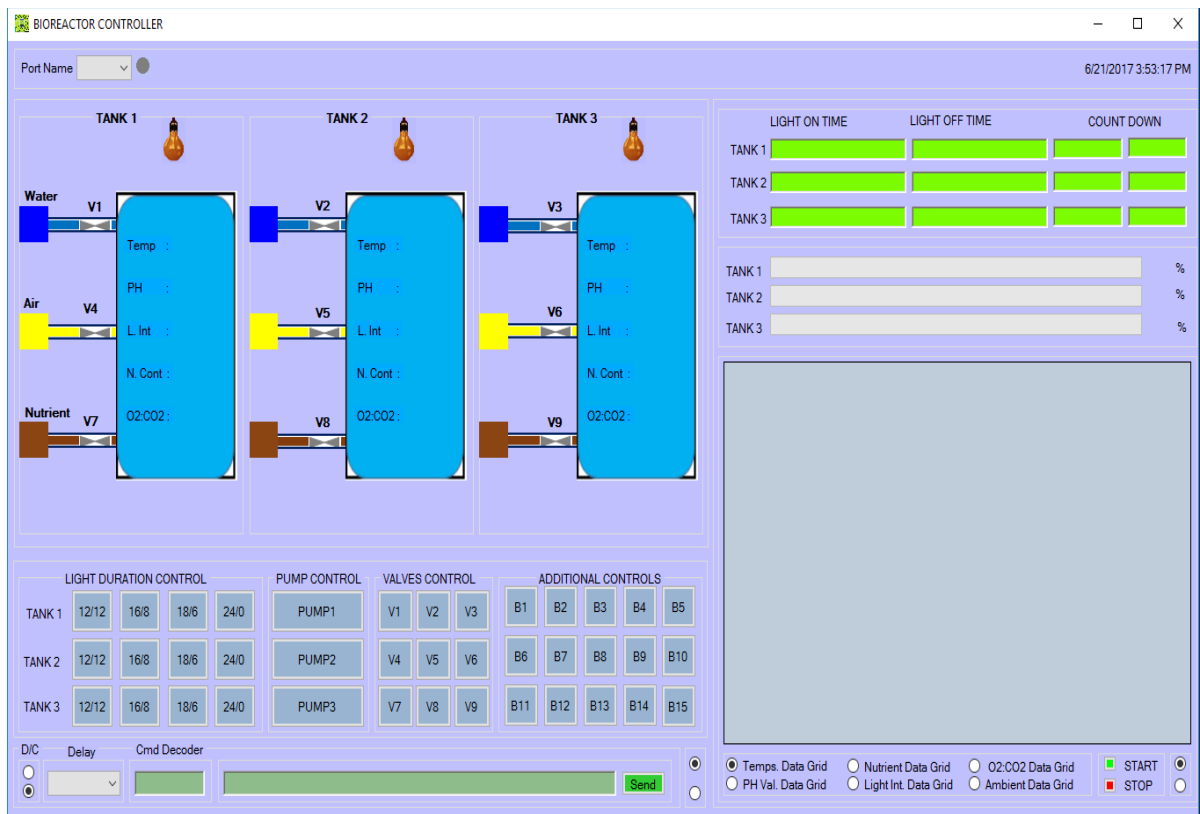 BIOREACTOR CONTROLLER
Port Name
6/21/2017 3:53:17 PM
TANK 1
TANK 2
TANK 3
Water
V1
V2
V3
Temp :
Temp :
Temp :
PH :
PH :
PH :
Air
V4
V5
V6
L. Int :
L. Int :
L. Int :
N. Cont :
N. Cont :
N. Cont :
Nutrient
V7
V8
V9
O2:CO2 :
O2:CO2 :
O2:CO2 :
LIGHT ON TIME LIGHT OFF TIME COUNT DOWN
TANK 1
TANK 2
TANK 3
TANK 1 %
TANK 2 %
TANK 3 %
LIGHT DURATION CONTROL
TANK 1 12/12 16/8 18/6 24/0
TANK 2 12/12 16/8 18/6 24/0
TANK 3 12/12 16/8 18/6 24/0
PUMP CONTROL
PUMP1
PUMP2
PUMP3
VALVES CONTROL
V1 V2 V3
V4 V5 V6
V7 V8 V9
ADDITIONAL CONTROLS
B1 B2 B3 B4 B5
B6 B7 B8 B9 B10
B11 B12 B13 B14 B15
D/C Delay Cmd Decoder
Send
Temps. Data Grid Nutrient Data Grid O2:CO2 Data Grid START
PH Val. Data Grid Light Int. Data Grid Ambient Data Grid STOP